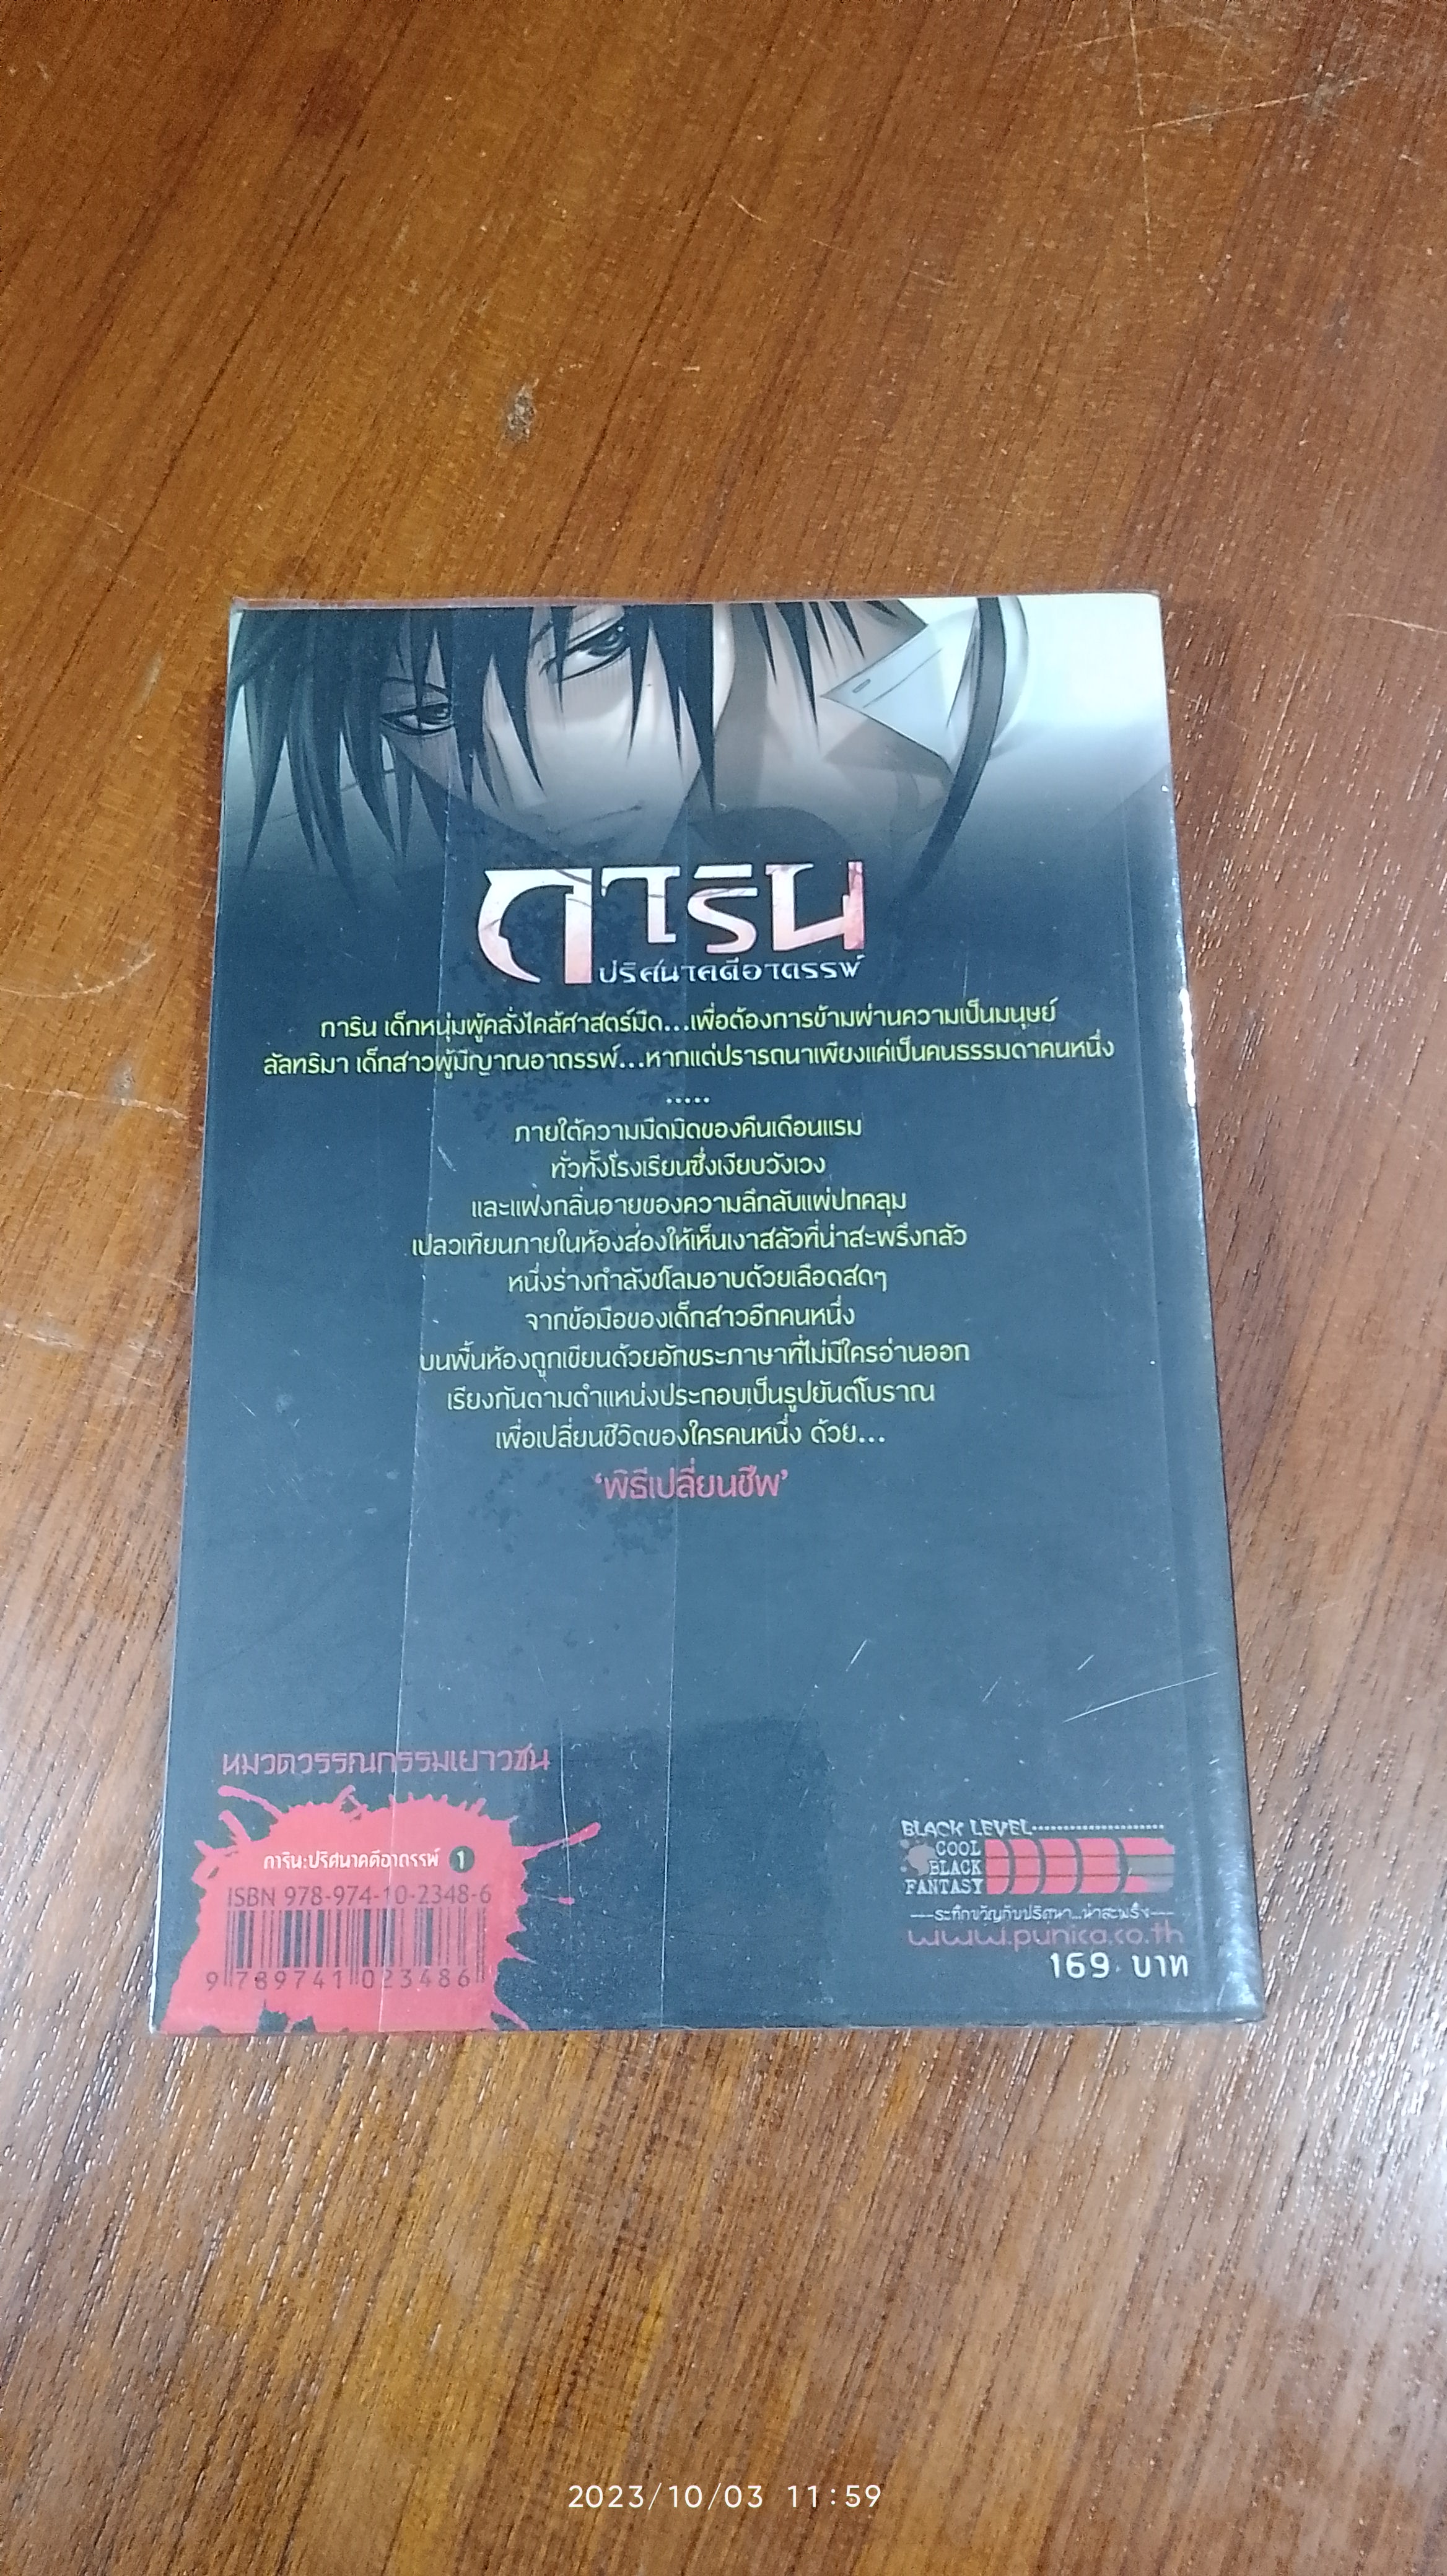 การิน
ปริศนาคดีอาถรรพ์
การิน เด็กหนุ่มผู้คลั่งไคล้ศาสตร์มืด...เพื่อต้องการข้ามผ่านความเป็นมนุษย์
ลัลทริมา เด็กสาวผู้มีญาณอาถรรพ์...หากแต่ปรารถนาเพียงแค่เป็นคนธรรมดาคนหนึ่ง
.....
ภายใต้ความมืดมิดของคืนเดือนแรม
ทั่วทั้งโรงเรียนซึ่งเงียบวังเวง
และแฝงกลิ่นอายของความลึกลับแผ่ปกคลุม
เปลวเทียนภายในห้องส่องให้เห็นเงาสลัวที่น่าสะพรึงกลัว
หนึ่งร่างกำลังชโลมอาบด้วยเลือดสดๆ
จากข้อมือของเด็กสาวอีกคนหนึ่ง
บนพื้นห้องถูกเขียนด้วยอักขระภาษาที่ไม่มีใครอ่านออก
เรียงกันตามตำแหน่งประกอบเป็นรูปยันต์โบราณ
เพื่อเปลี่ยนชีวิตของใครคนหนึ่ง ด้วย...
‘พิธีเปลี่ยนชีพ’
หมวดวรรณกรรมเยาวชน
การิน:ปริศนาคดีอาถรรพ์ 1
ISBN 978-974-10-2348-6
9 789741 023486
BLACK LEVEL
COOL
BLACK
FANTASY
ระทึกขวัญกับปริศนา...น่าสะพรึง
www.punica.co.th
169 บาท
2023/10/03 11:59